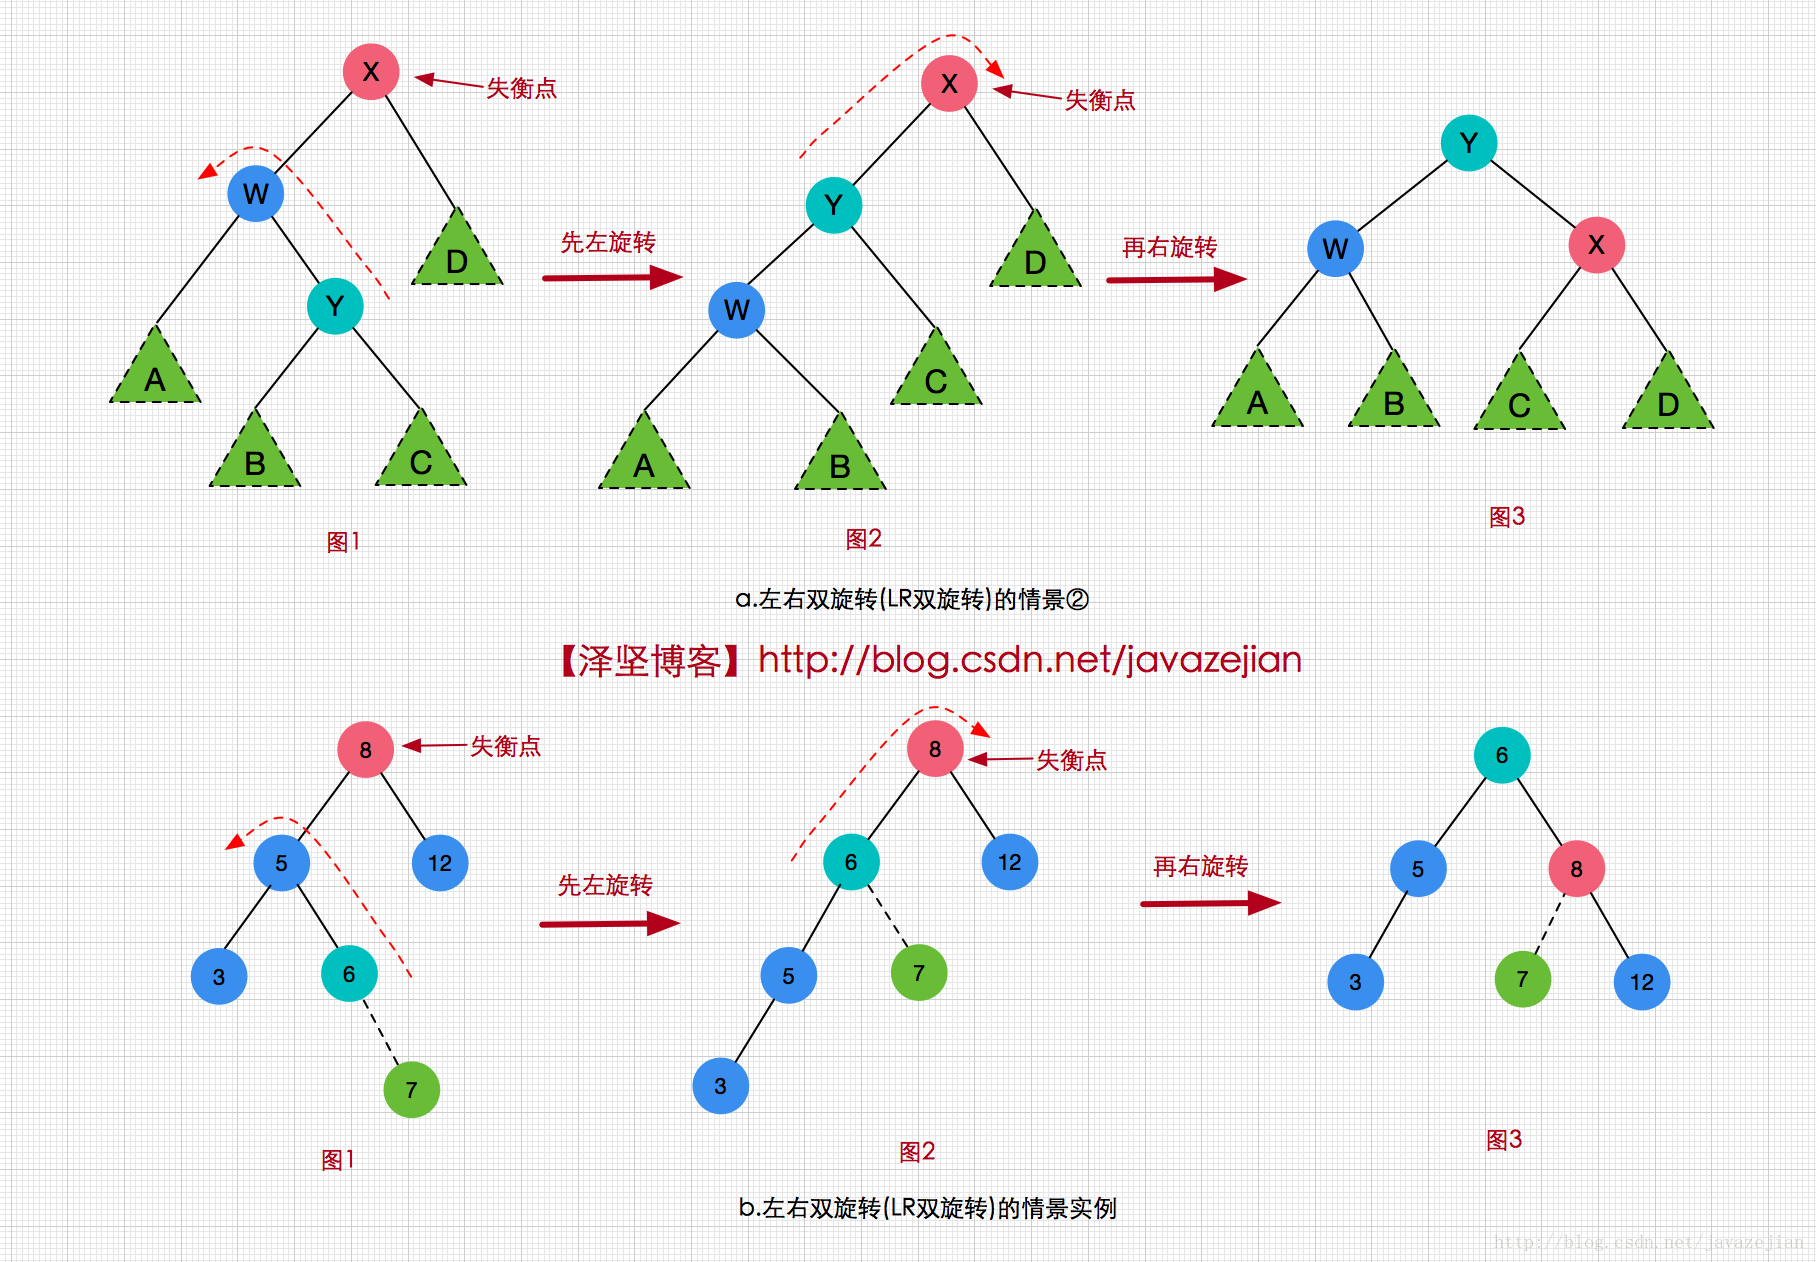 X
失衡点
W
Y
D
A
B
C
图1
先左旋转
X
失衡点
Y
D
W
C
A
B
图2
再右旋转
Y
W
X
A
B
C
D
图3
a.左右双旋转(LR双旋转)的情景②
【泽坚博客】http://blog.csdn.net/javazejian
8
失衡点
5
12
3
6
7
图1
先左旋转
8
失衡点
6
12
5
7
3
图2
再右旋转
6
5
8
3
7
12
图3
b.左右双旋转(LR双旋转)的情景实例
http://blog.csdn.net/javazejian